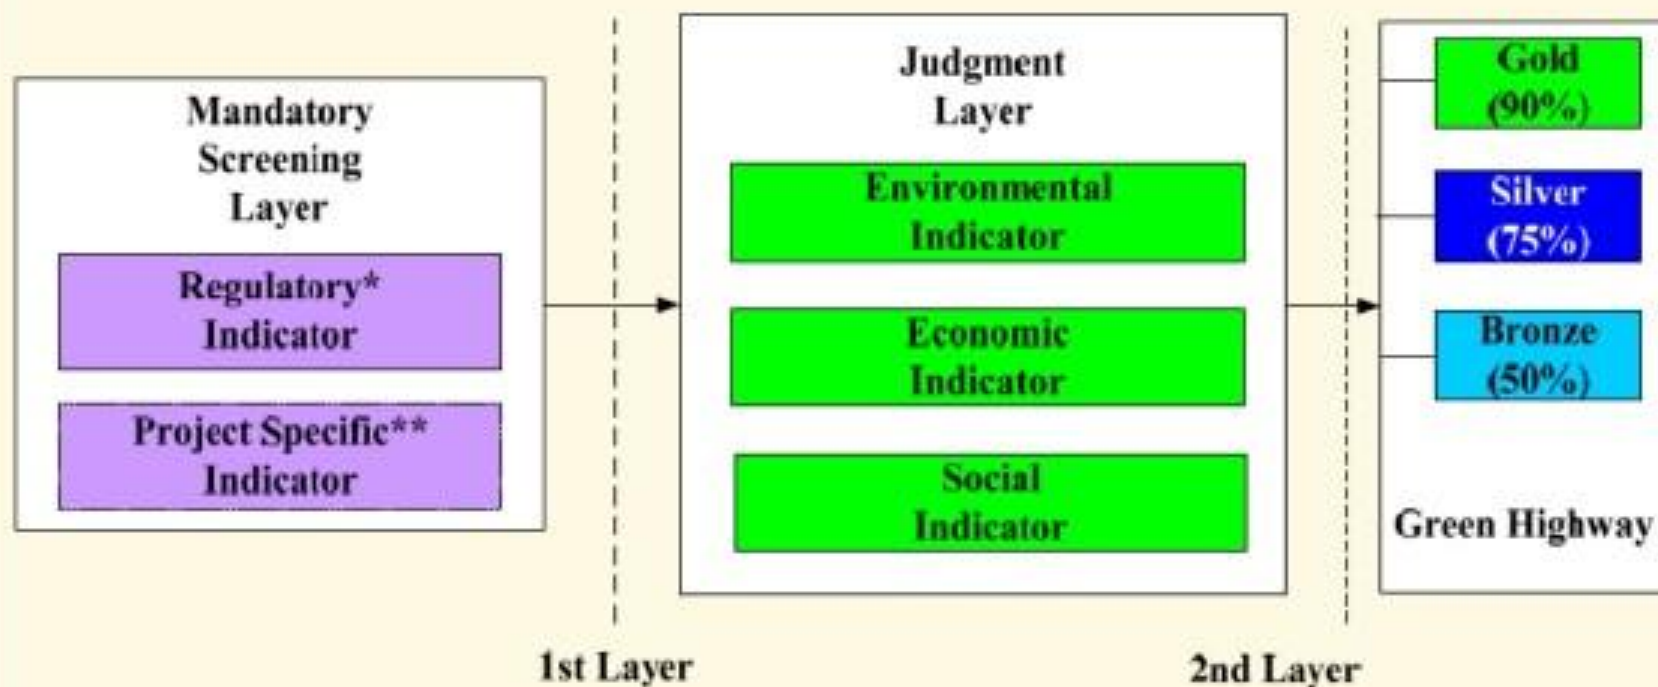 Mandatory
Screening
Layer
Regulatory*
Indicator
Project Specific**
Indicator
1st Layer
Judgment
Layer
Environmental
Indicator
Economic
Indicator
Social
Indicator
2nd Layer
Gold
(90%)
Silver
(75%)
Bronze
(50%)
Green Highway